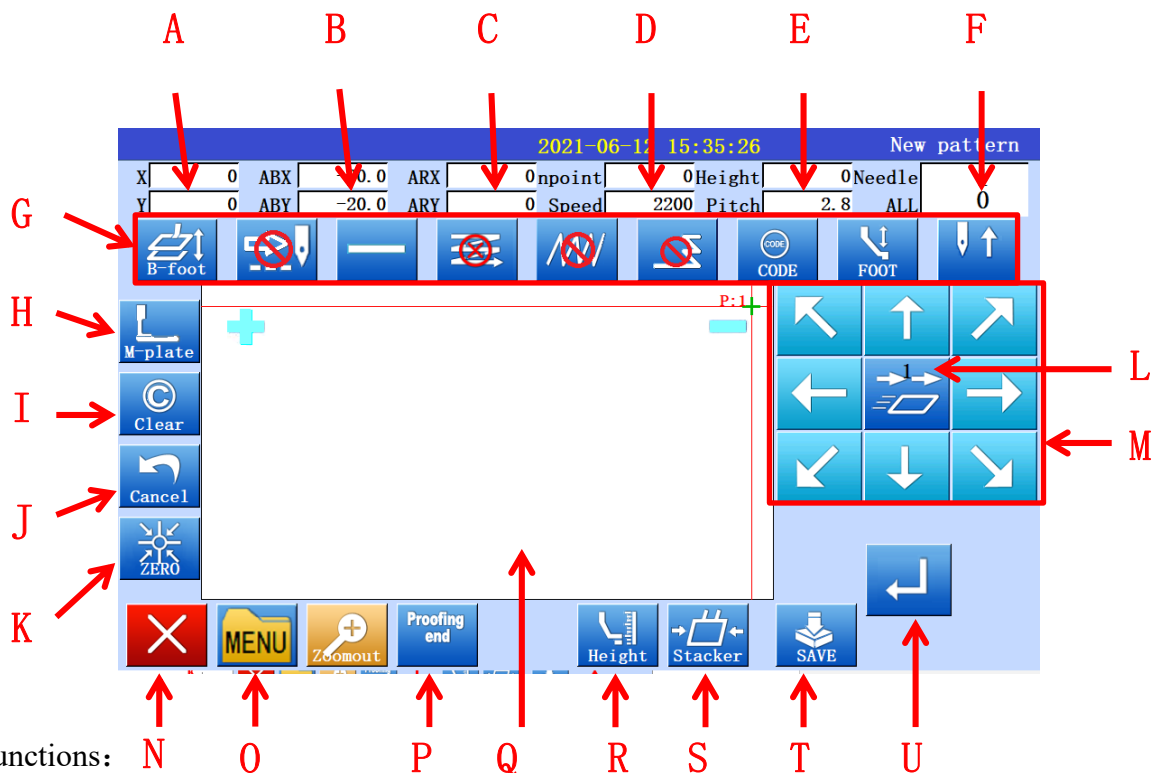 A B C D E F
2021-06-12 15:35:26 New pattern
X 0 ABX .0 ARX 0 npoint 0 Height 0 Needle
Y 0 ABY -20.0 ARY 0 Speed 2200 Pitch 2.8 ALL 0
G
B-foot CODE CODE FOOT
P:1
H
M-plate
1
L
I
Clear
M
Cancel
J
ZERO
K
MENU Zoomout Proofing end Height Stacker SAVE
unctions: N O P Q R S T U